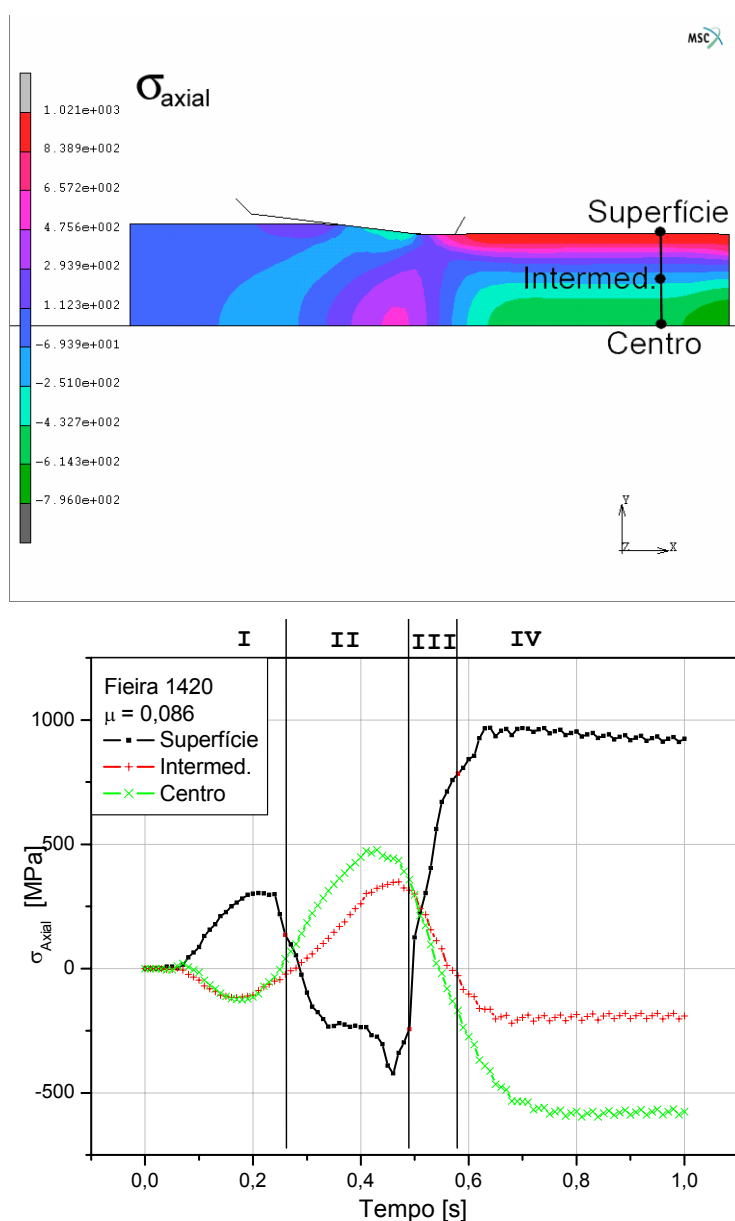 MSC
σaxial
1.021e+003
8.389e+002
6.572e+002
4.756e+002
2.939e+002
1.123e+002
-6.939e+001
-2.510e+002
-4.327e+002
-6.143e+002
-7.960e+002
Superfície
Intermed.
Centro
Y
Z X
I II III IV
Fieira 1420
μ = 0,086
Superfície
Intermed.
Centro
1000
500
0
-500
σAxial [MPa]
0,0 0,2 0,4 0,6 0,8 1,0
Tempo [s]